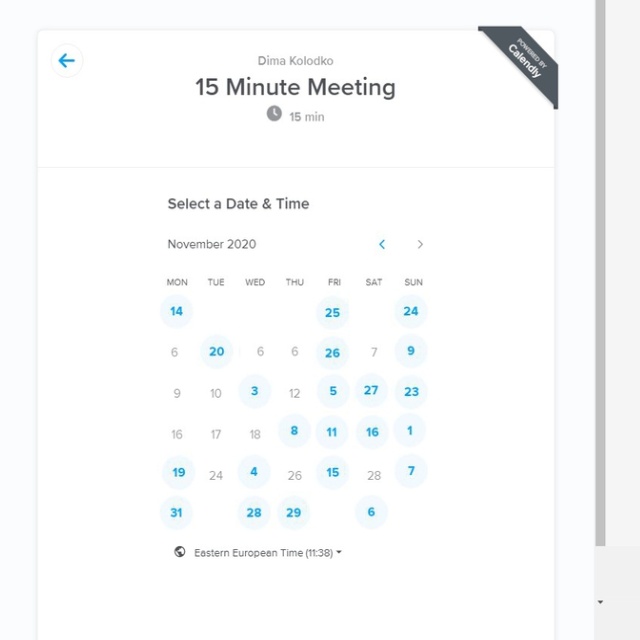 POWERED BY
Calendly
Dima Kolodko
15 Minute Meeting
15 min
Select a Date & Time
November 2020
MON TUE WED THU FRI SAT SUN
14 25 24
6 20 6 6 26 7 9
9 10 3 12 5 27 23
16 17 18 8 11 16 1
19 24 4 26 15 28 7
31 28 29 6
Eastern European Time (11:38)